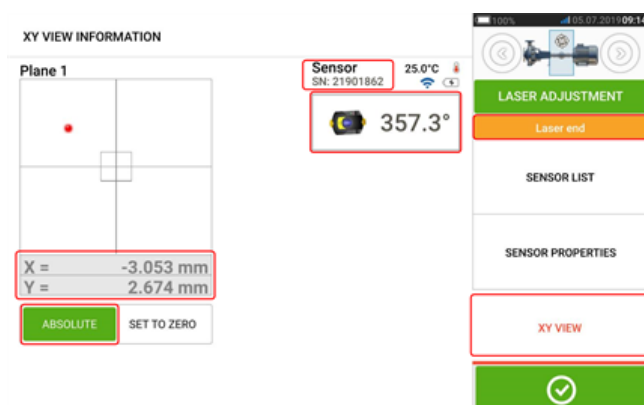 XY VIEW INFORMATION
Plane 1
X = -3.053 mm
Y = 2.674 mm
ABSOLUTE
SET TO ZERO
Sensor 25.0°C
SN: 21901862
357.3°
100% 05.07.2019 09:14
LASER ADJUSTMENT
Laser end
SENSOR LIST
SENSOR PROPERTIES
XY VIEW